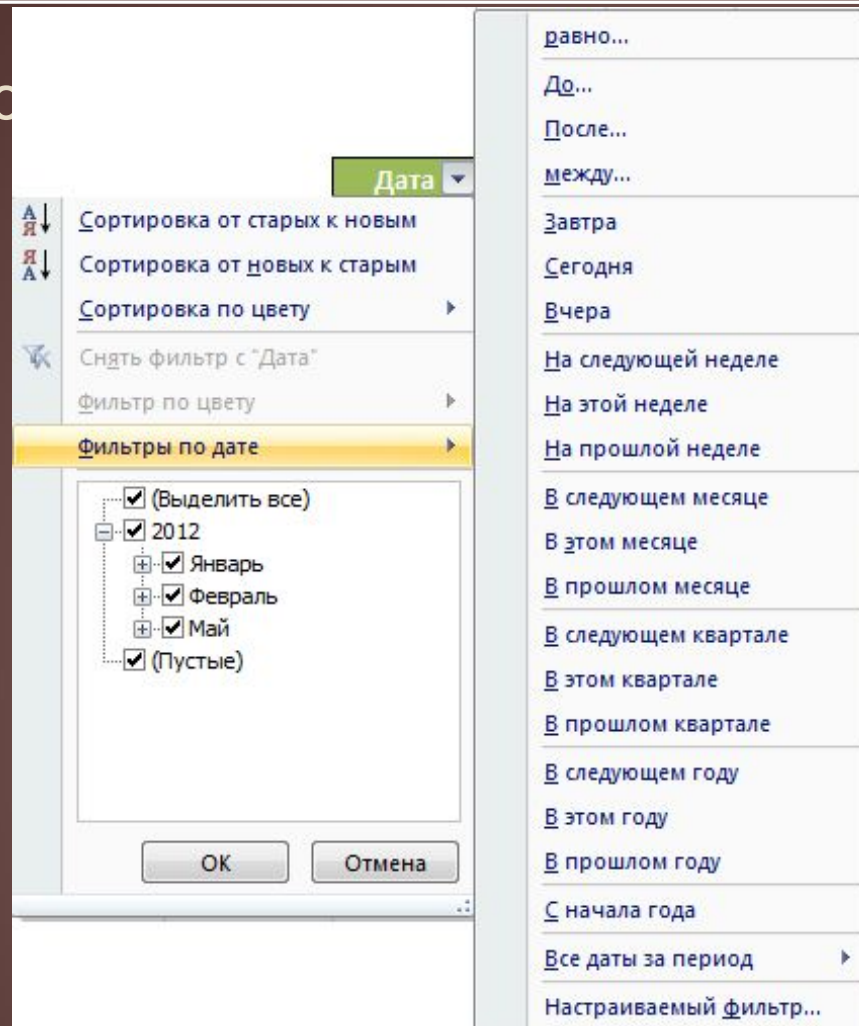 Дата
Сортировка от старых к новым
Сортировка от новых к старым
Сортировка по цвету
Снять фильтр с "Дата"
Фильтр по цвету
Фильтры по дате
(Выделить все)
2012
Январь
Февраль
Май
(Пустые)
ОК
Отмена
равно...
До...
После...
между...
Завтра
Сегодня
Вчера
На следующей неделе
На этой неделе
На прошлой неделе
В следующем месяце
В этом месяце
В прошлом месяце
В следующем квартале
В этом квартале
В прошлом квартале
В следующем году
В этом году
В прошлом году
С начала года
Все даты за период
Настраиваемый фильтр...